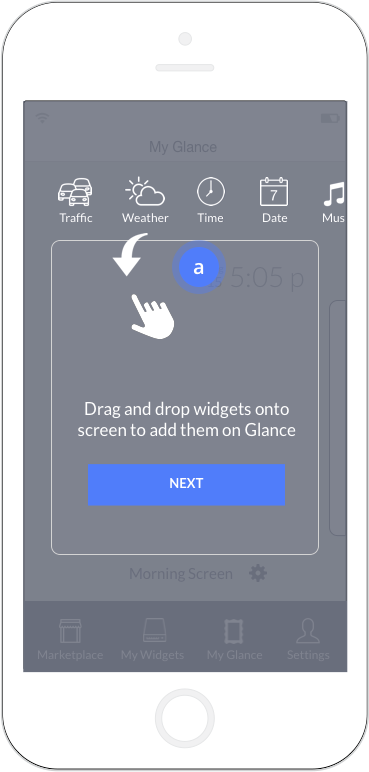 My Glance
Traffic Weather Time Date Mus
7
a
5:05 p
Drag and drop widgets onto
screen to add them on Glance
NEXT
Morning Screen
Marketplace My Widgets My Glance Settings